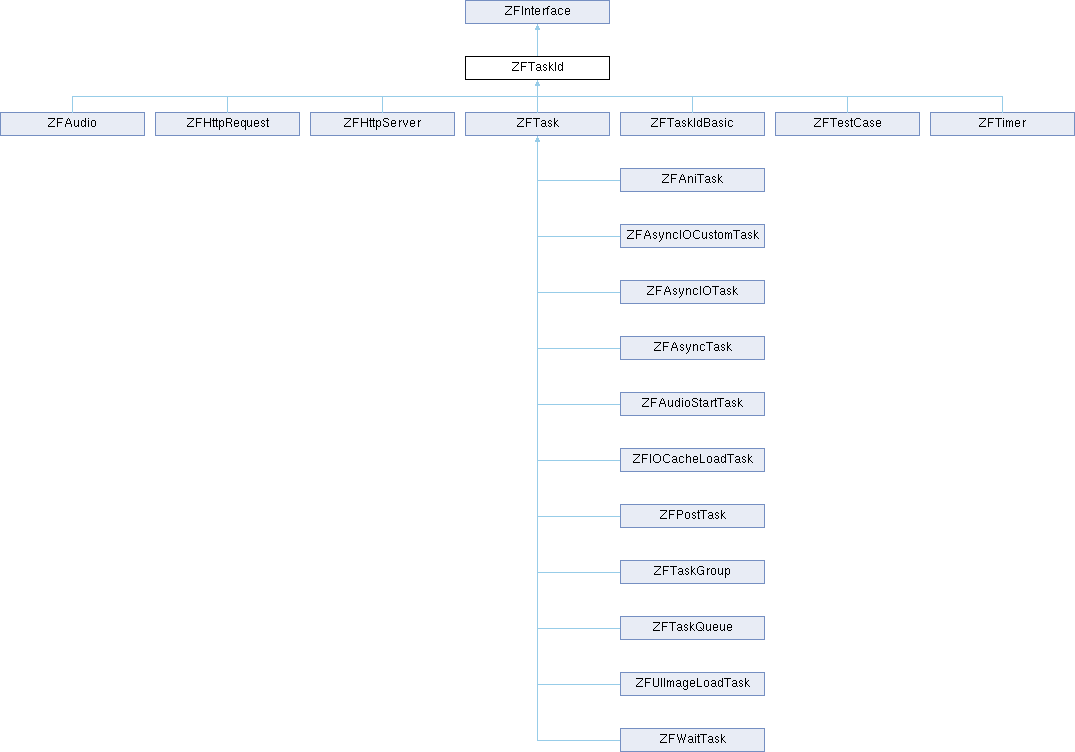 ZFInterface
ZFTaskId
ZFAudio
ZFHttpRequest
ZFHttpServer
ZFTask
ZFTaskIdBasic
ZFTestCase
ZFTimer
ZFAniTask
ZFAsyncIOCustomTask
ZFAsyncIOTask
ZFAsyncTask
ZFAudioStartTask
ZFIOCacheLoadTask
ZFPostTask
ZFTaskGroup
ZFTaskQueue
ZFUIImageLoadTask
ZFWaitTask